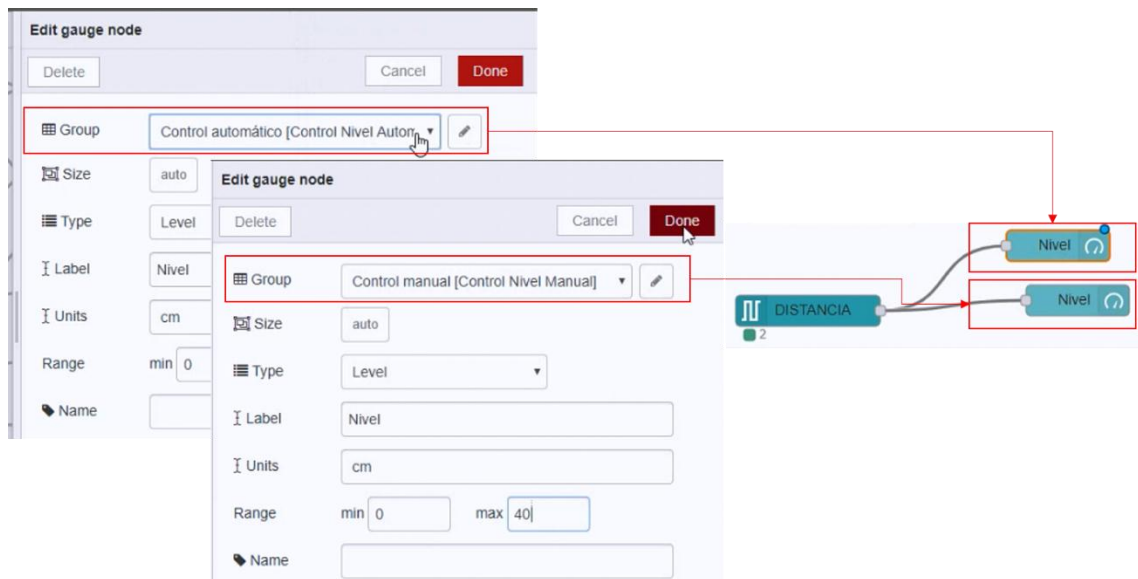 Edit gauge node
Delete Cancel Done
Group Control automático [Control Nivel Autom
Size auto
Type Level
Label Nivel
Units cm
Range min 0
Name
Edit gauge node
Delete Cancel Done
Group Control manual [Control Nivel Manual]
Size auto
Type Level
Label Nivel
Units cm
Range min 0 max 40
Name
Nivel
Nivel
DISTANCIA
2